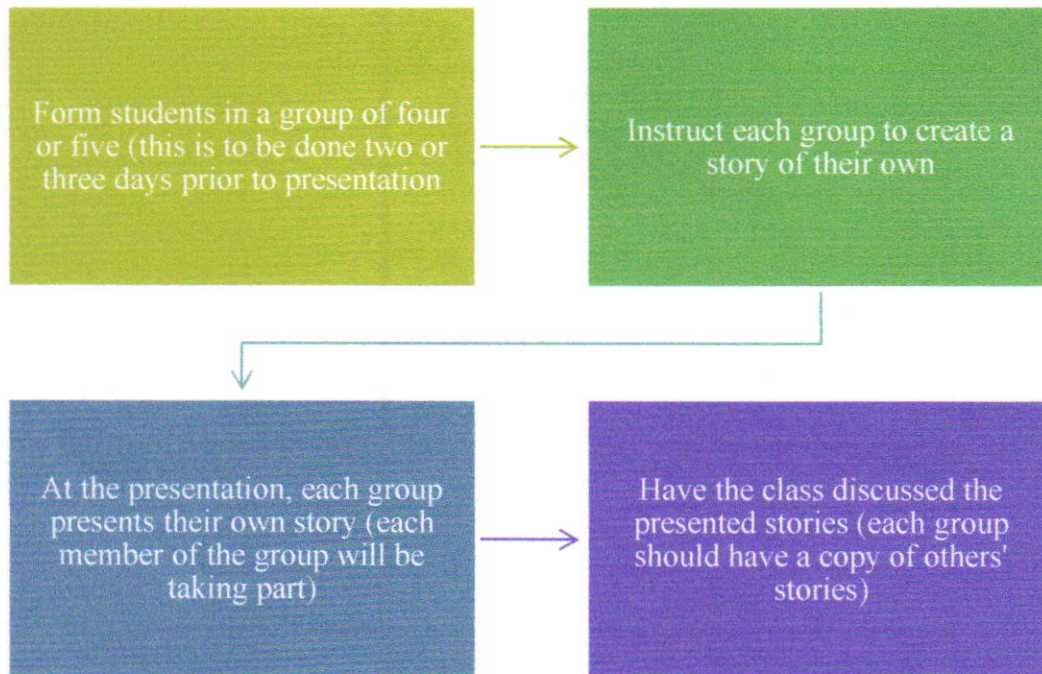 Form students in a group of four
or five (this is to be done two or
three days prior to presentation
Instruct each group to create a
story of their own
At the presentation, each group
presents their own story (each
member of the group will be
taking part)
Have the class discussed the
presented stories (each group
should have a copy of others'
stories)